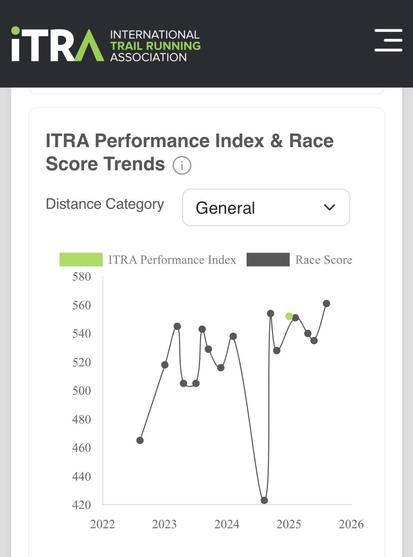 iTRA
INTERNATIONAL
TRAIL RUNNING
ASSOCIATION
ITRA Performance Index & Race
Score Trends i
Distance Category General
ITRA Performance Index Race Score
580
560
540
520
500
480
460
440
420
2022 2023 2024 2025 2026